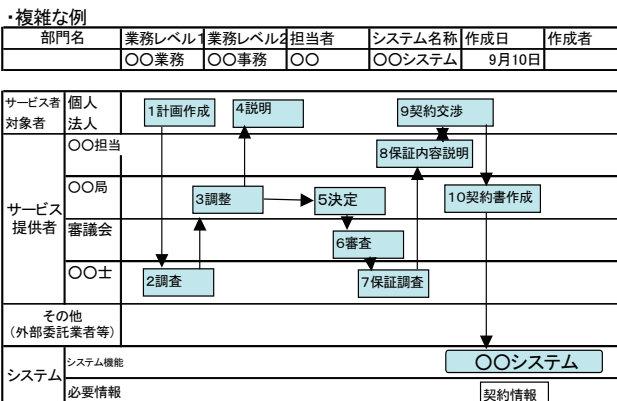 ・複雑な例
部門名 業務レベル1 業務レベル2 担当者 システム名称 作成日 作成者
〇〇業務 〇〇事務 〇〇 〇〇システム 9月10日
サービス者 個人
対象者 法人
1計画作成 4説明 9契約交渉
〇〇担当
8保証内容説明
サービス
提供者
〇〇局
3調整 5決定 10契約書作成
審議会
6審査
〇〇士
2調査 7保証調査
その他
(外部委託業者等)
システム
システム機能
〇〇システム
必要情報
契約情報